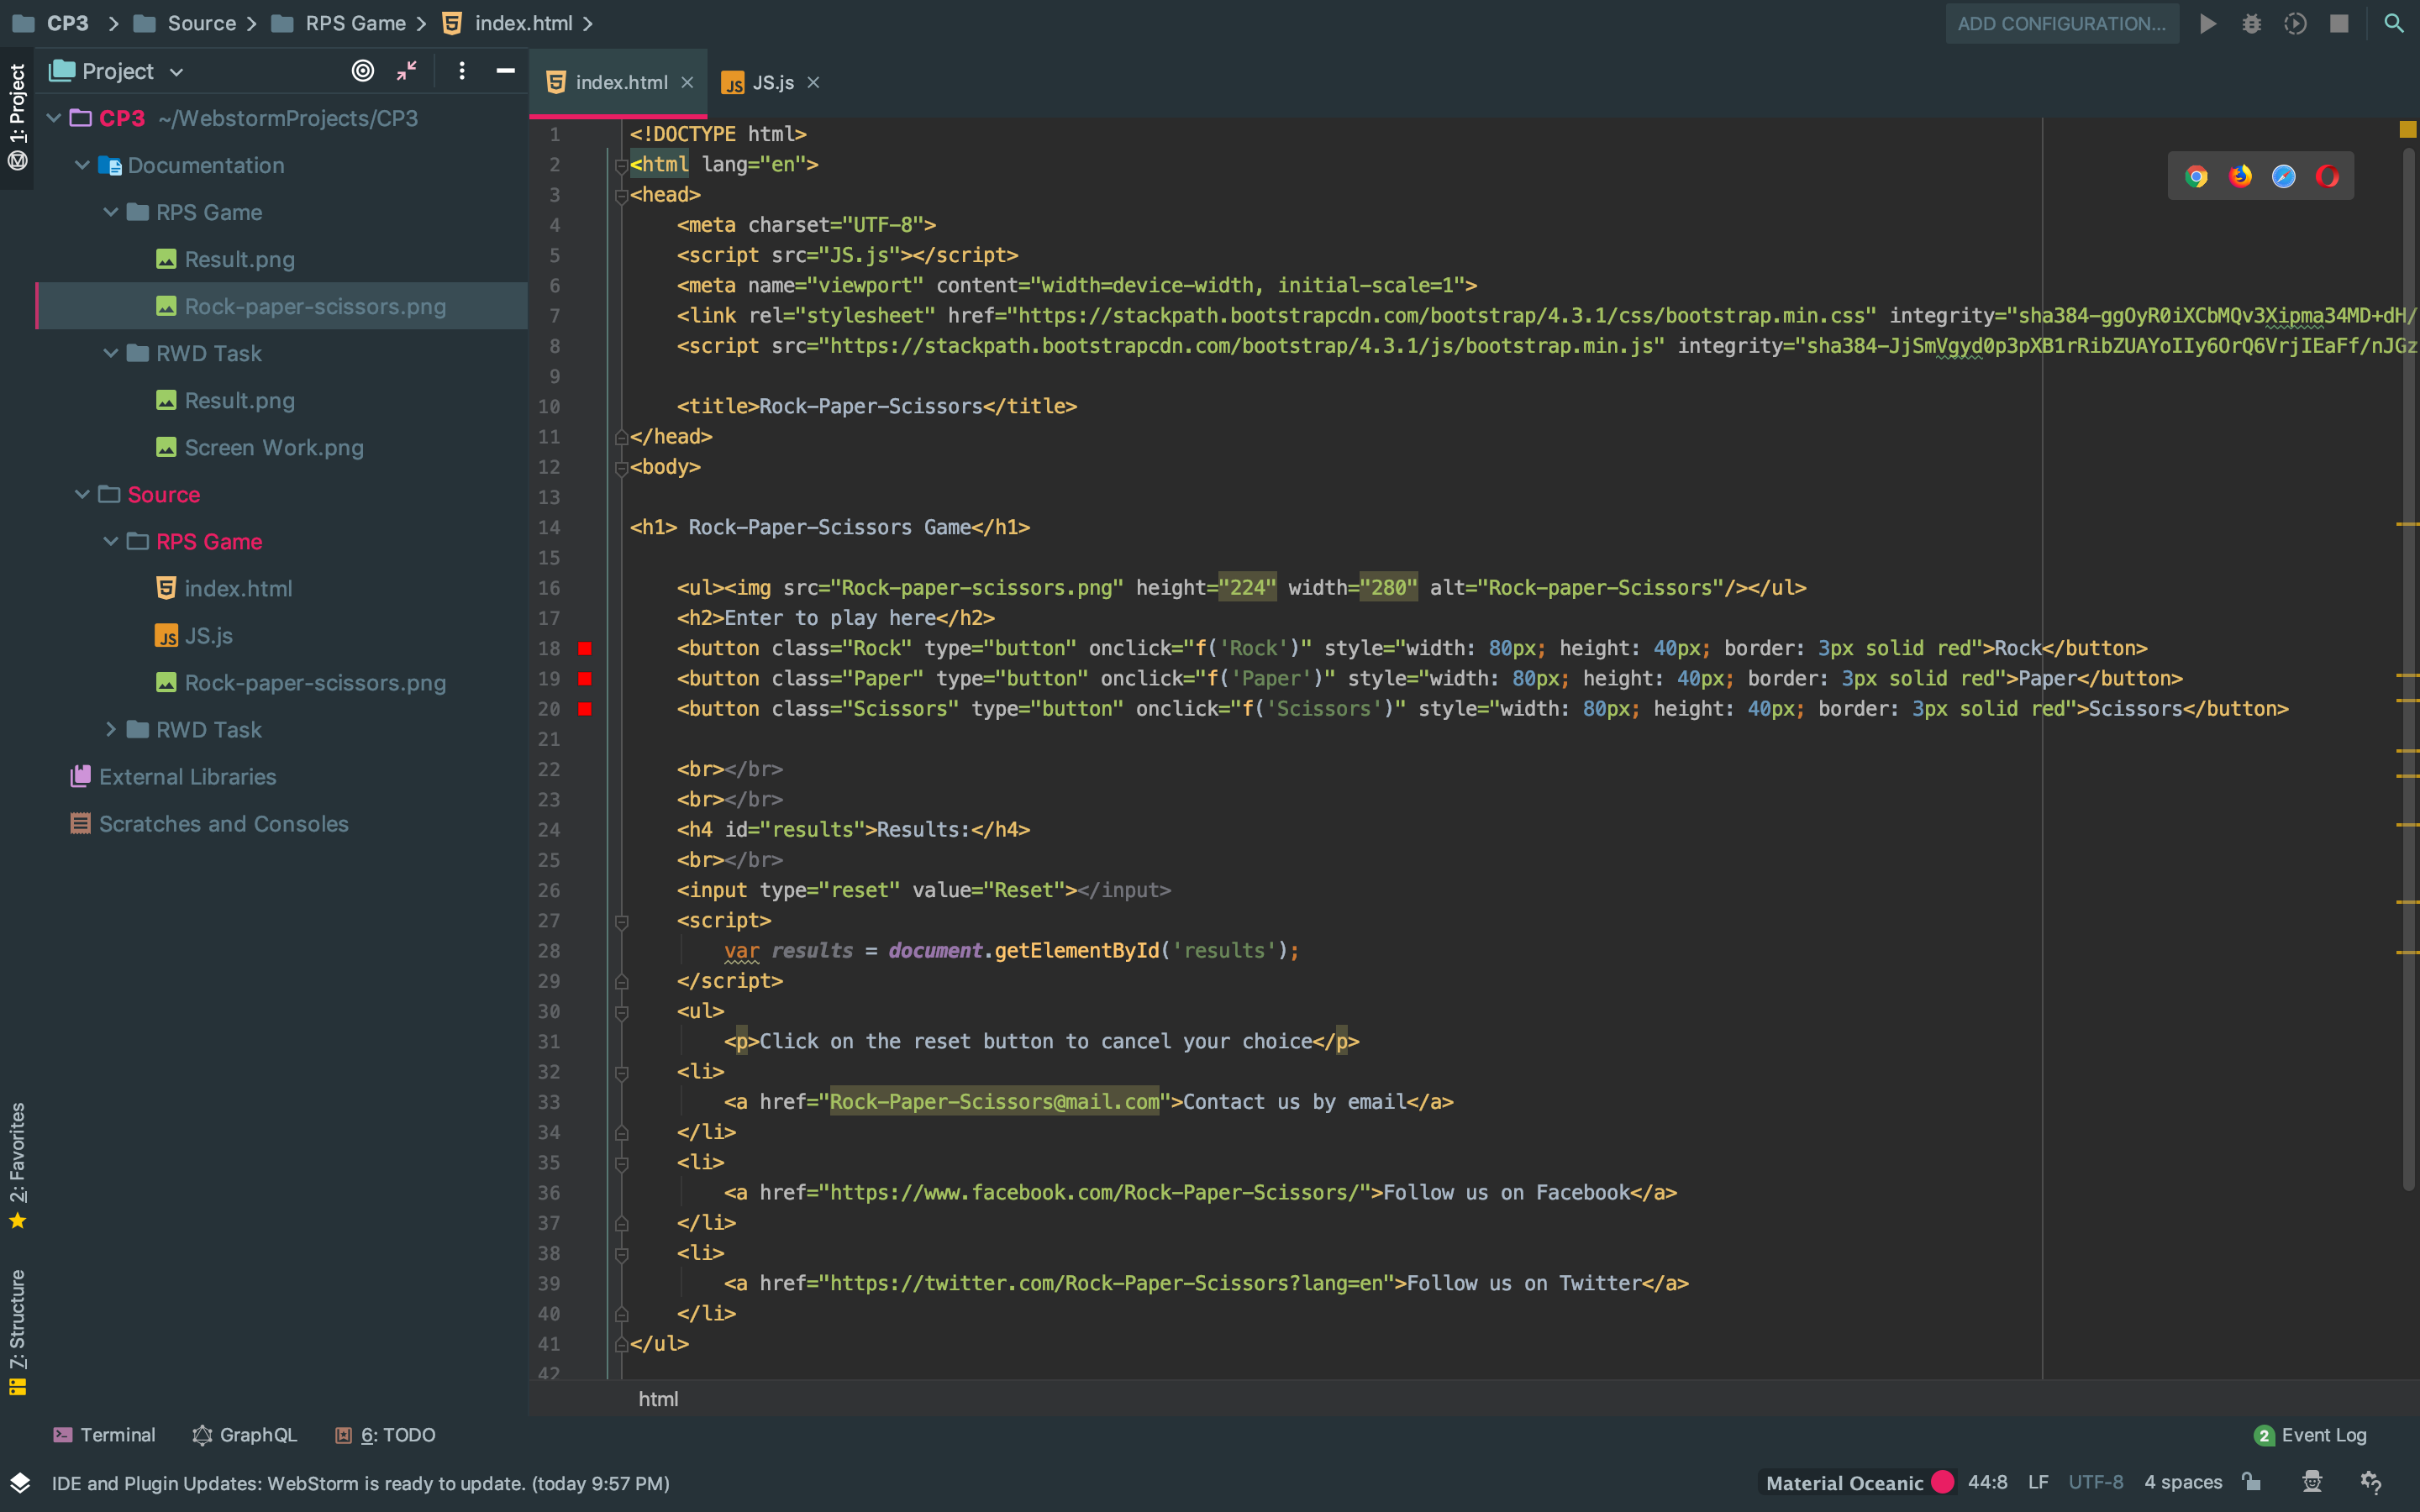 CP3 Source RPS Game index.html
ADD CONFIGURATION...
1: Project
Project
index.html JS.js
CP3 ~/WebstormProjects/CP3
Documentation
RPS Game
Result.png
Rock-paper-scissors.png
RWD Task
Result.png
Screen Work.png
Source
RPS Game
index.html
JS.js
Rock-paper-scissors.png
RWD Task
External Libraries
Scratches and Consoles
2: Favorites
7: Structure
1 <!DOCTYPE html>
2 <html lang="en">
3 <head>
4 <meta charset="UTF-8">
5 <script src="JS.js"></script>
6 <meta name="viewport" content="width=device-width, initial-scale=1">
7 <link rel="stylesheet" href="https://stackpath.bootstrapcdn.com/bootstrap/4.3.1/css/bootstrap.min.css" integrity="sha384-ggOyR0iXCbMQv3Xipma34MD+dH/
8 <script src="https://stackpath.bootstrapcdn.com/bootstrap/4.3.1/js/bootstrap.min.js" integrity="sha384-JjSmVgyd0p3pXB1rRibZUAYoIIy6OrQ6VrjIEaFf/nJGz
9
10 <title>Rock-Paper-Scissors</title>
11 </head>
12 <body>
13
14 <h1> Rock-Paper-Scissors Game</h1>
15
16 <ul><img src="Rock-paper-scissors.png" height="224" width="280" alt="Rock-paper-Scissors"/></ul>
17 <h2>Enter to play here</h2>
18 <button class="Rock" type="button" onclick="f('Rock')" style="width: 80px; height: 40px; border: 3px solid red">Rock</button>
19 <button class="Paper" type="button" onclick="f('Paper')" style="width: 80px; height: 40px; border: 3px solid red">Paper</button>
20 <button class="Scissors" type="button" onclick="f('Scissors')" style="width: 80px; height: 40px; border: 3px solid red">Scissors</button>
21
22 <br></br>
23 <br></br>
24 <h4 id="results">Results:</h4>
25 <br></br>
26 <input type="reset" value="Reset"></input>
27 <script>
28 var results = document.getElementById('results');
29 </script>
30 <ul>
31 <p>Click on the reset button to cancel your choice</p>
32 <li>
33 <a href="Rock-Paper-Scissors@mail.com">Contact us by email</a>
34 </li>
35 <li>
36 <a href="https://www.facebook.com/Rock-Paper-Scissors/">Follow us on Facebook</a>
37 </li>
38 <li>
39 <a href="https://twitter.com/Rock-Paper-Scissors?lang=en">Follow us on Twitter</a>
40 </li>
41 </ul>
42
html
Terminal GraphQL 6: TODO
2 Event Log
IDE and Plugin Updates: WebStorm is ready to update. (today 9:57 PM)
Material Oceanic 44:8 LF UTF-8 4 spaces